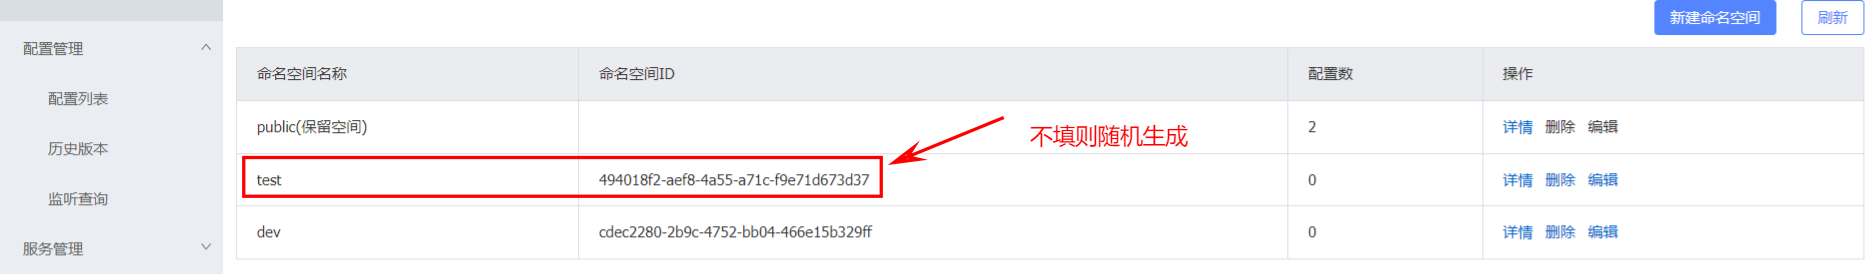 新建命名空间 刷新
配置管理
配置列表
历史版本
监听查询
服务管理
命名空间名称 命名空间ID 配置数 操作
public(保留空间) 2 详情 删除 编辑
不填则随机生成
test 494018f2-aef8-4a55-a71c-f9e71d673d37 0 详情 删除 编辑
dev cdec2280-2b9c-4752-bb04-466e15b329ff 0 详情 删除 编辑